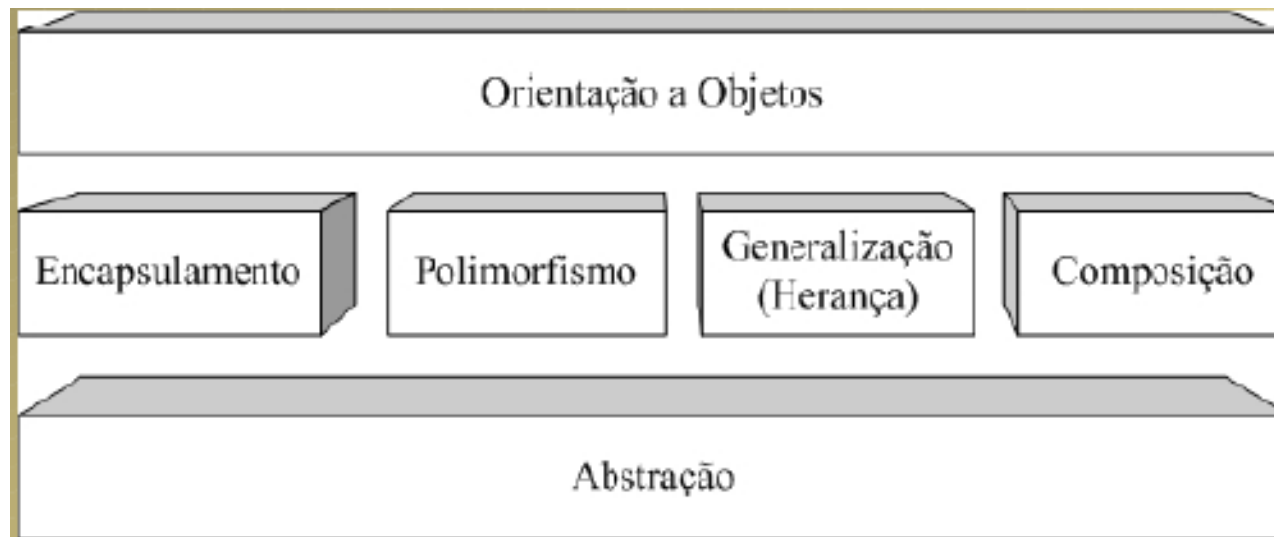 Orientação a Objetos
Encapsulamento
Polimorfismo
Generalização
(Herança)
Composição
Abstração